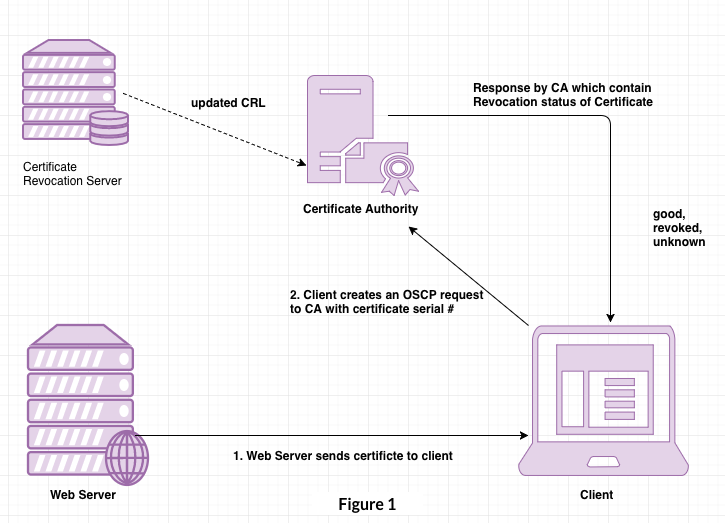 updated CRL
Response by CA which contain
Revocation status of Certificate
Certificate
Revocation Server
Certificate Authority
good,
revoked,
unknown
2. Client creates an OSCP request
to CA with certificate serial #
1. Web Server sends certificte to client
Web Server
Client
Figure 1